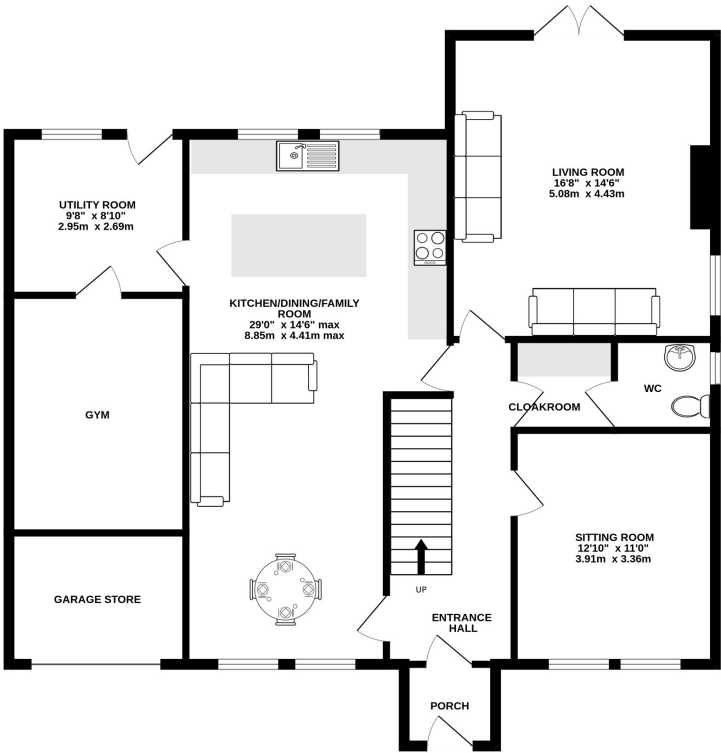 LIVING ROOM
16'8" x 14'6"
5.08m x 4.43m
UTILITY ROOM
9'8" x 8'10"
2.95m x 2.69m
KITCHEN/DINING/FAMILY
ROOM
29'0" x 14'6" max
8.85m x 4.41m max
WC
CLOAKROOM
GYM
SITTING ROOM
12'10" x 11'0"
3.91m x 3.36m
GARAGE STORE
UP
ENTRANCE
HALL
PORCH